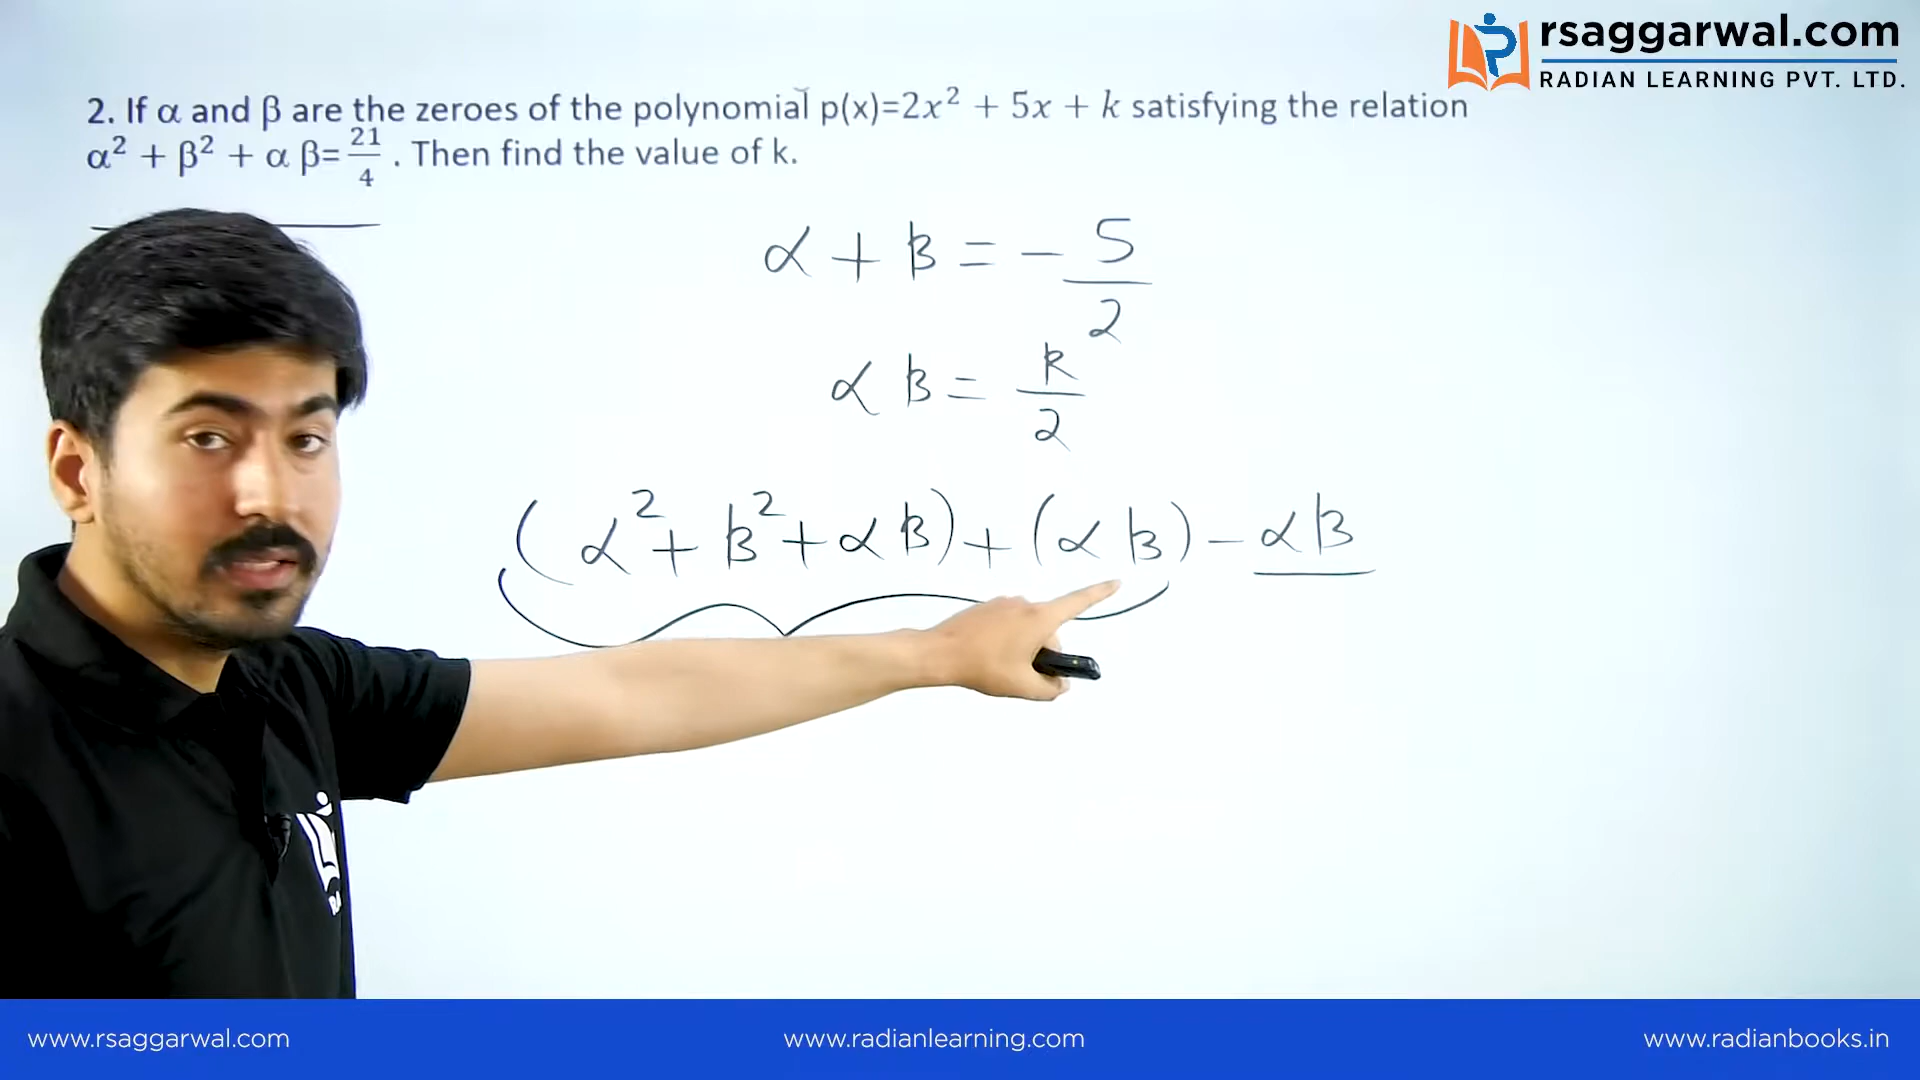 rsaggarwal.com
RADIAN LEARNING PVT. LTD.
2. If α and β are the zeroes of the polynomial p(x)=2x² + 5x + k satisfying the relation
α² + β² + α β= 21/4 . Then find the value of k.
α + β = - 5/2
α β = k/2
( α² + β² + α β ) + ( α β ) - α β
www.rsaggarwal.com
www.radianlearning.com
www.radianbooks.in